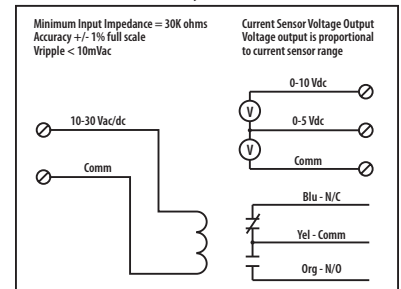 Minimum Input Impedance = 30K ohms
Accuracy +/- 1% full scale
Vripple < 10mVac
Current Sensor Voltage Output
Voltage output is proportional
to current sensor range
0-10 Vdc
V
10-30 Vac/dc
0-5 Vdc
V
Comm
Comm
Blu - N/C
Yel - Comm
Org - N/O